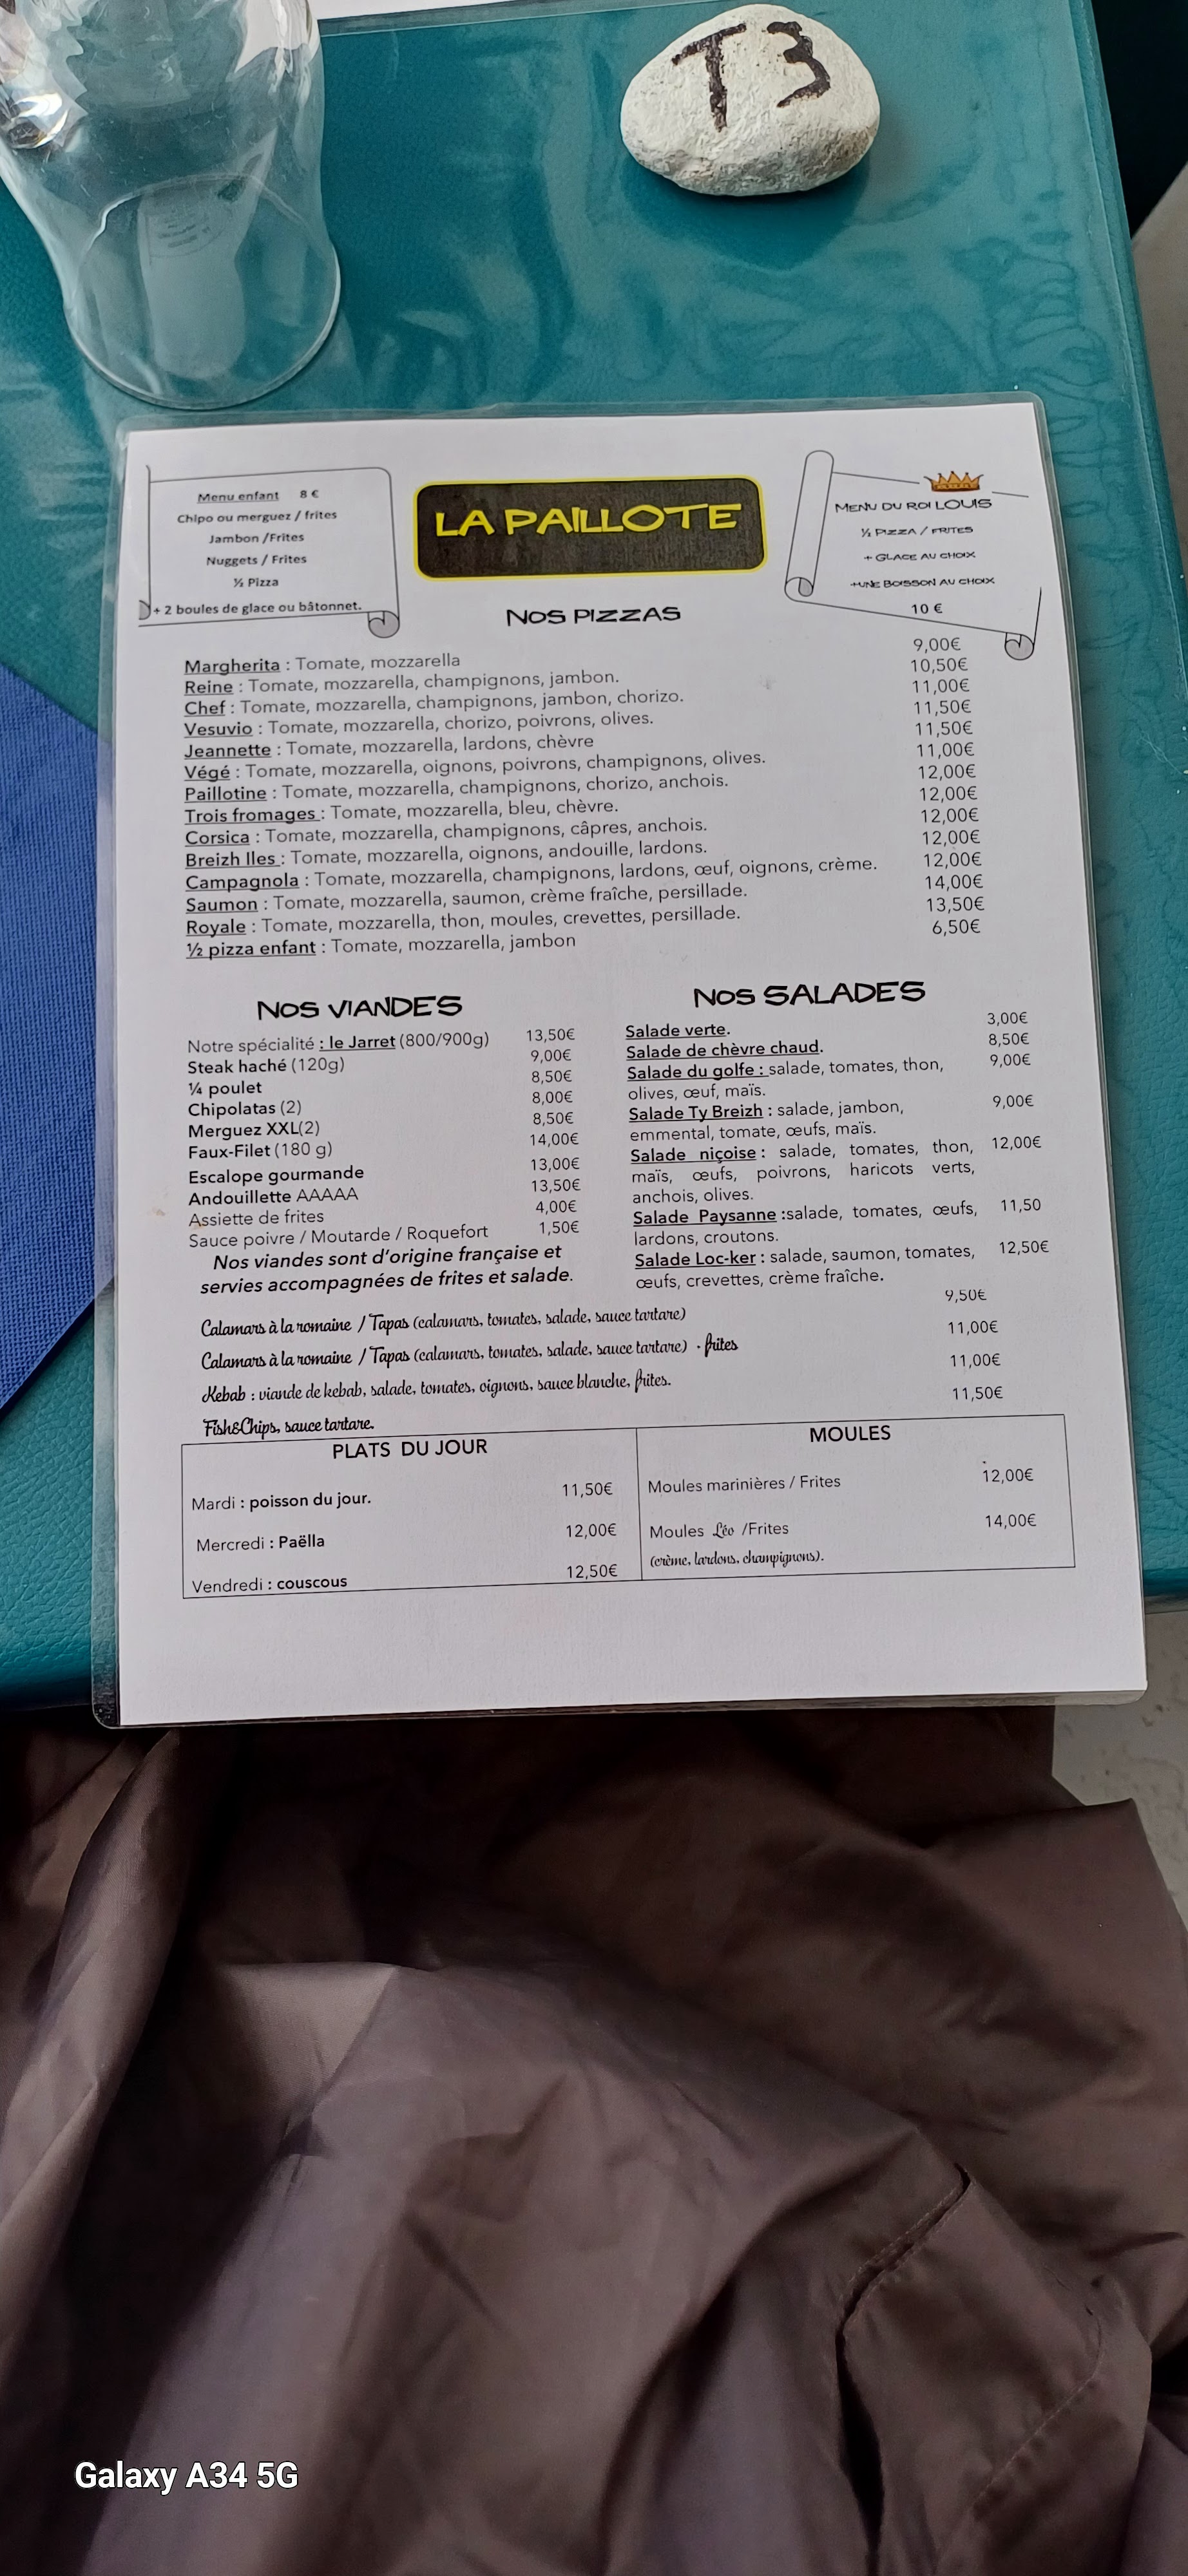 T3
Menu enfant 8 €
Chipo ou merguez / frites
Jambon /Frites
Nuggets / Frites
½ Pizza
+ 2 boules de glace ou bâtonnet.
LA PAILLOTE
MENU DU ROI LOUIS
½ PIZZA / FRITES
+ GLACE AU CHOIX
+UNE BOISSON AU CHOIX
10 €
NOS PIZZAS
Margherita : Tomate, mozzarella 9,00€
Reine : Tomate, mozzarella, champignons, jambon. 10,50€
Chef : Tomate, mozzarella, champignons, jambon, chorizo. 11,00€
Vesuvio : Tomate, mozzarella, chorizo, poivrons, olives. 11,50€
Jeannette : Tomate, mozzarella, lardons, chèvre 11,50€
Végé : Tomate, mozzarella, oignons, poivrons, champignons, olives. 11,00€
Paillotine : Tomate, mozzarella, champignons, chorizo, anchois. 12,00€
Trois fromages : Tomate, mozzarella, bleu, chèvre. 12,00€
Corsica : Tomate, mozzarella, champignons, câpres, anchois. 12,00€
Breizh Iles : Tomate, mozzarella, oignons, andouille, lardons. 12,00€
Campagnola : Tomate, mozzarella, champignons, lardons, œuf, oignons, crème. 12,00€
Saumon : Tomate, mozzarella, saumon, crème fraîche, persillade. 14,00€
Royale : Tomate, mozzarella, thon, moules, crevettes, persillade. 13,50€
½ pizza enfant : Tomate, mozzarella, jambon 6,50€
NOS VIANDES
Notre spécialité : le Jarret (800/900g) 13,50€
Steak haché (120g) 9,00€
¼ poulet 8,50€
Chipolatas (2) 8,00€
Merguez XXL(2) 8,50€
Faux-Filet (180 g) 14,00€
Escalope gourmande 13,00€
Andouillette AAAAA 13,50€
Assiette de frites 4,00€
Sauce poivre / Moutarde / Roquefort 1,50€
Nos viandes sont d'origine française et
servies accompagnées de frites et salade.
NOS SALADES
Salade verte. 3,00€
Salade de chèvre chaud. 8,50€
Salade du golfe : salade, tomates, thon, 9,00€
olives, œuf, maïs.
Salade Ty Breizh : salade, jambon, 9,00€
emmental, tomate, œufs, maïs.
Salade niçoise : salade, tomates, thon, 12,00€
maïs, œufs, poivrons, haricots verts,
anchois, olives.
Salade Paysanne :salade, tomates, œufs, 11,50
lardons, croutons.
Salade Loc-ker : salade, saumon, tomates, 12,50€
œufs, crevettes, crème fraîche.
Calamars à la romaine / Tapas (calamars, tomates, salade, sauce tartare) 9,50€
Calamars à la romaine / Tapas (calamars, tomates, salade, sauce tartare) - frites 11,00€
Kebab : viande de kebab, salade, tomates, oignons, sauce blanche, frites. 11,00€
Fish&Chips, sauce tartare. 11,50€
PLATS DU JOUR
Mardi : poisson du jour. 11,50€
Mercredi : Paëlla 12,00€
Vendredi : couscous 12,50€
MOULES
Moules marinières / Frites 12,00€
Moules Léo /Frites 14,00€
(crème, lardons, champignons).
Galaxy A34 5G